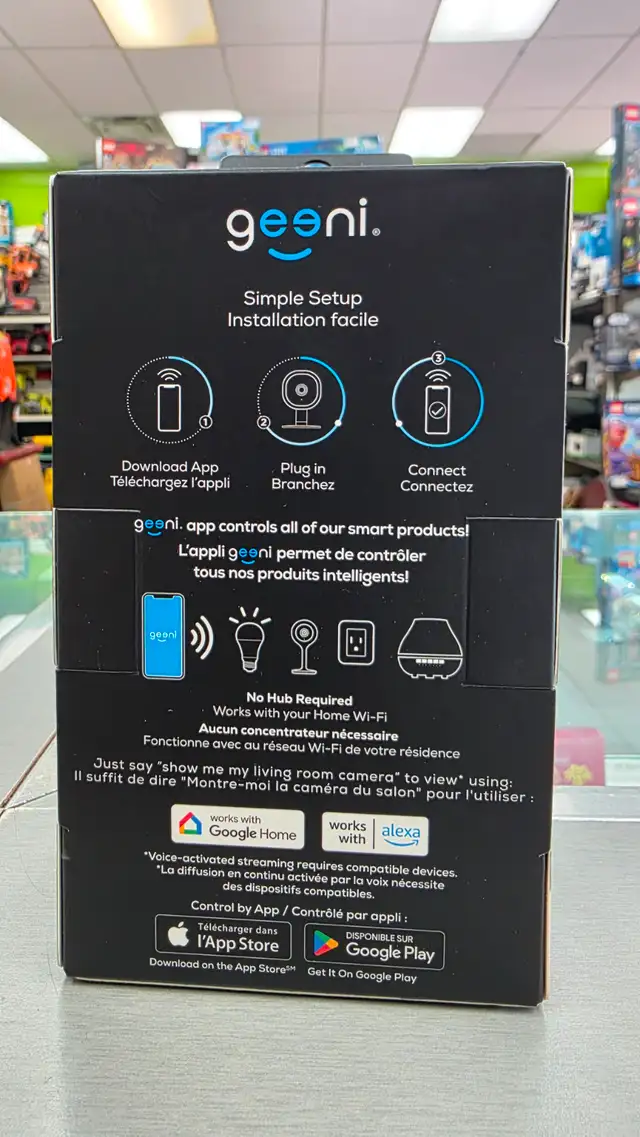 geeni.®
Simple Setup
Installation facile
1
2
3
Download App
Téléchargez l'appli
Plug in
Branchez
Connect
Connectez
geeni. app controls all of our smart products!
L'appli geeni permet de contrôler
tous nos produits intelligents!
geeni
No Hub Required
Works with your Home Wi-Fi
Aucun concentrateur nécessaire
Fonctionne avec au réseau Wi-Fi de votre résidence
Just say "show me my living room camera" to view* using:
Il suffit de dire "Montre-moi la caméra du salon" pour l'utiliser :
works with
Google Home
works
with
alexa
*Voice-activated streaming requires compatible devices.
*La diffusion en continu activée par la voix nécessite
des dispositifs compatibles.
Control by App / Contrôlé par appli :
Télécharger dans
l'App Store
DISPONIBLE SUR
Google Play
Download on the App Store℠
Get It On Google Play